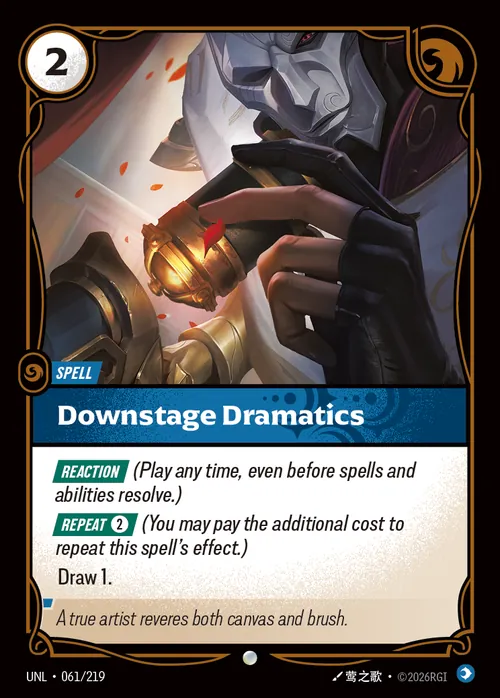 2
SPELL
Downstage Dramatics
REACTION (Play any time, even before spells and
abilities resolve.)
REPEAT 2 (You may pay the additional cost to
repeat this spell's effect.)
Draw 1.
A true artist reveres both canvas and brush.
UNL • 061/219
莺之歌 • ©2026RGI